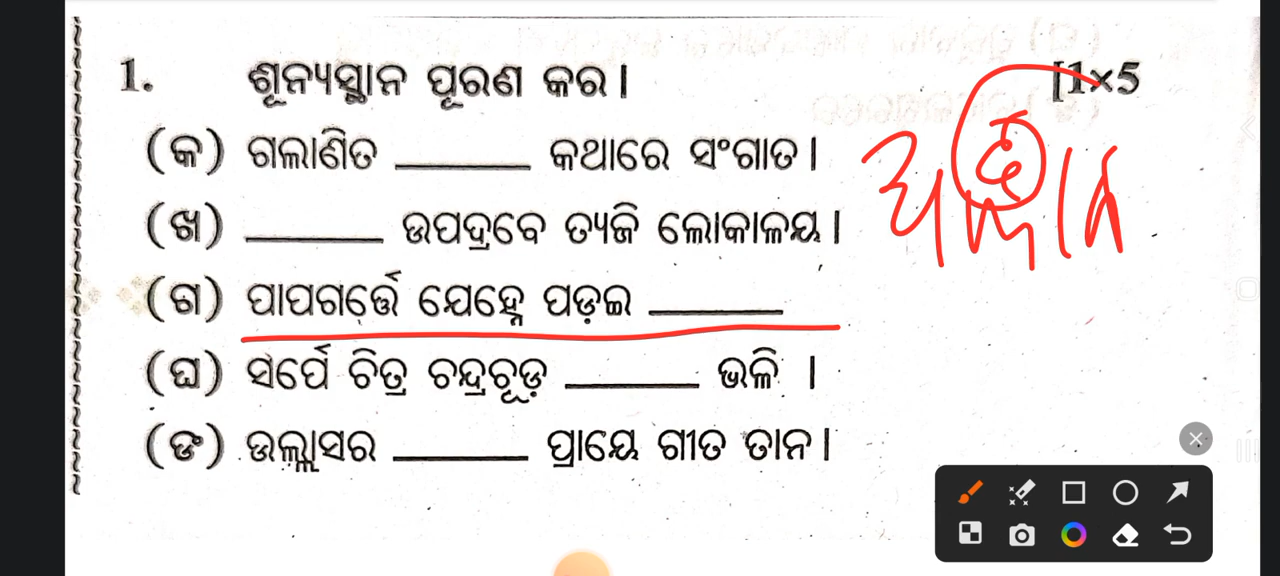 1. ଶୂନ୍ୟସ୍ଥାନ ପୂରଣ କର। [1×5
(କ) ଗଲାଣିତ ______ କଥାରେ ସଂଗାତ।
(ଖ) ______ ଉପଦ୍ରବେ ତ୍ୟଜି ଲୋକାଳୟ।
(ଗ) ପାପଗର୍ତ୍ତେ ଯେହ୍ନେ ପଡ଼ଇ ______
(ଘ) ସର୍ପେ ଚିତ୍ର ଚନ୍ଦ୍ରଚୂଡ଼ ______ ଭଳି ।
(ଙ) ଉଲ୍ଲାସର ______ ପ୍ରାୟେ ଗୀତ ତାନ।